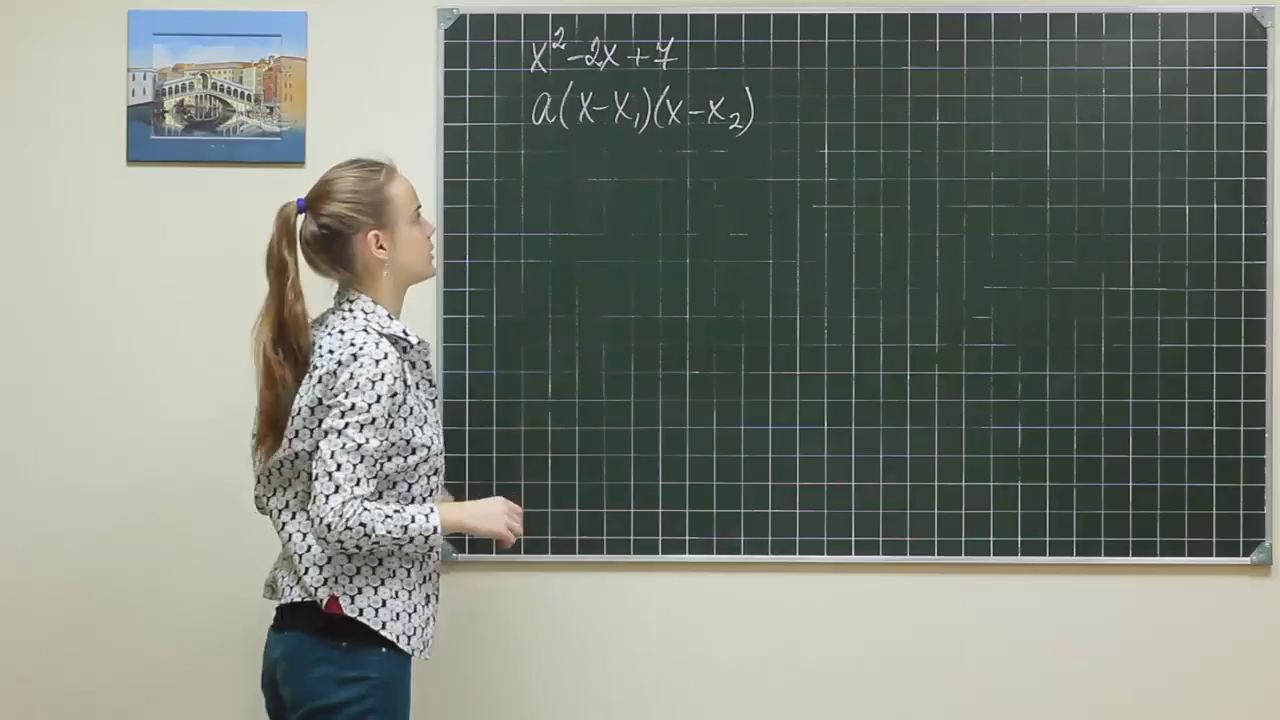 x² - 2x + 7
a(x - x₁)(x - x₂)